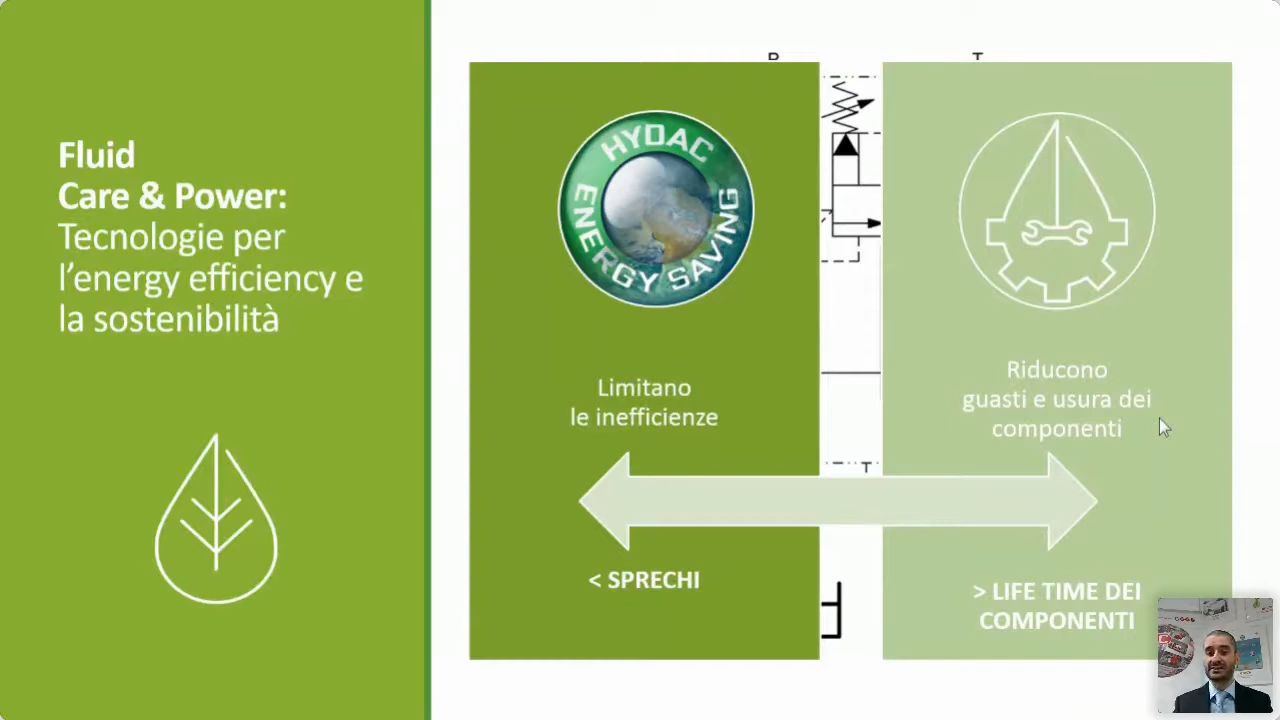 Fluid
Care & Power:
Tecnologie per
l’energy efficiency e
la sostenibilità
HYDAC
ENERGY SAVING
Limitano
le inefficienze
< SPRECHI
T
T
Riducono
guasti e usura dei
componenti
> LIFE TIME DEI
COMPONENTI